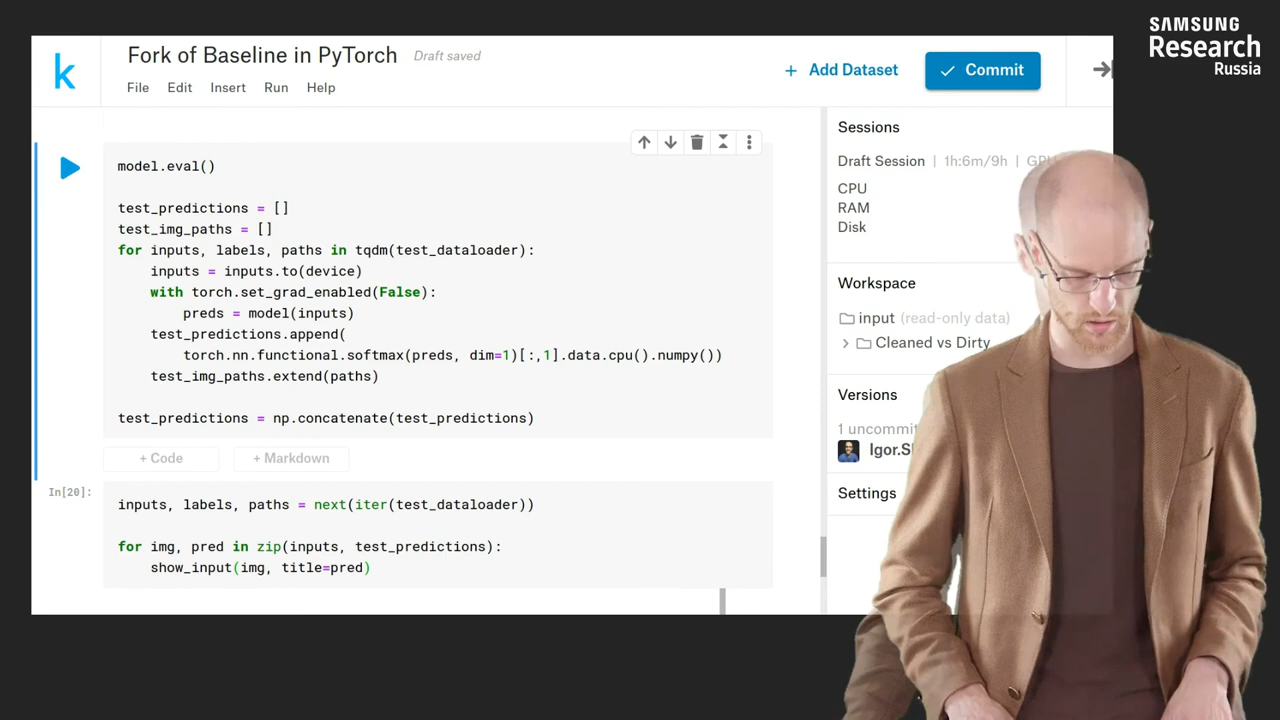 SAMSUNG
Research
Russia
k
Fork of Baseline in PyTorch Draft saved
File Edit Insert Run Help
+ Add Dataset
Commit
model.eval()
test_predictions = []
test_img_paths = []
for inputs, labels, paths in tqdm(test_dataloader):
    inputs = inputs.to(device)
    with torch.set_grad_enabled(False):
        preds = model(inputs)
    test_predictions.append(
        torch.nn.functional.softmax(preds, dim=1)[:,1].data.cpu().numpy())
    test_img_paths.extend(paths)
test_predictions = np.concatenate(test_predictions)
+ Code + Markdown
In[20]:
inputs, labels, paths = next(iter(test_dataloader))
for img, pred in zip(inputs, test_predictions):
    show_input(img, title=pred)
Sessions
Draft Session | 1h:6m/9h | GPU
CPU
RAM
Disk
Workspace
input (read-only data)
Cleaned vs Dirty
Versions
1 uncommit
Igor.Sl
Settings